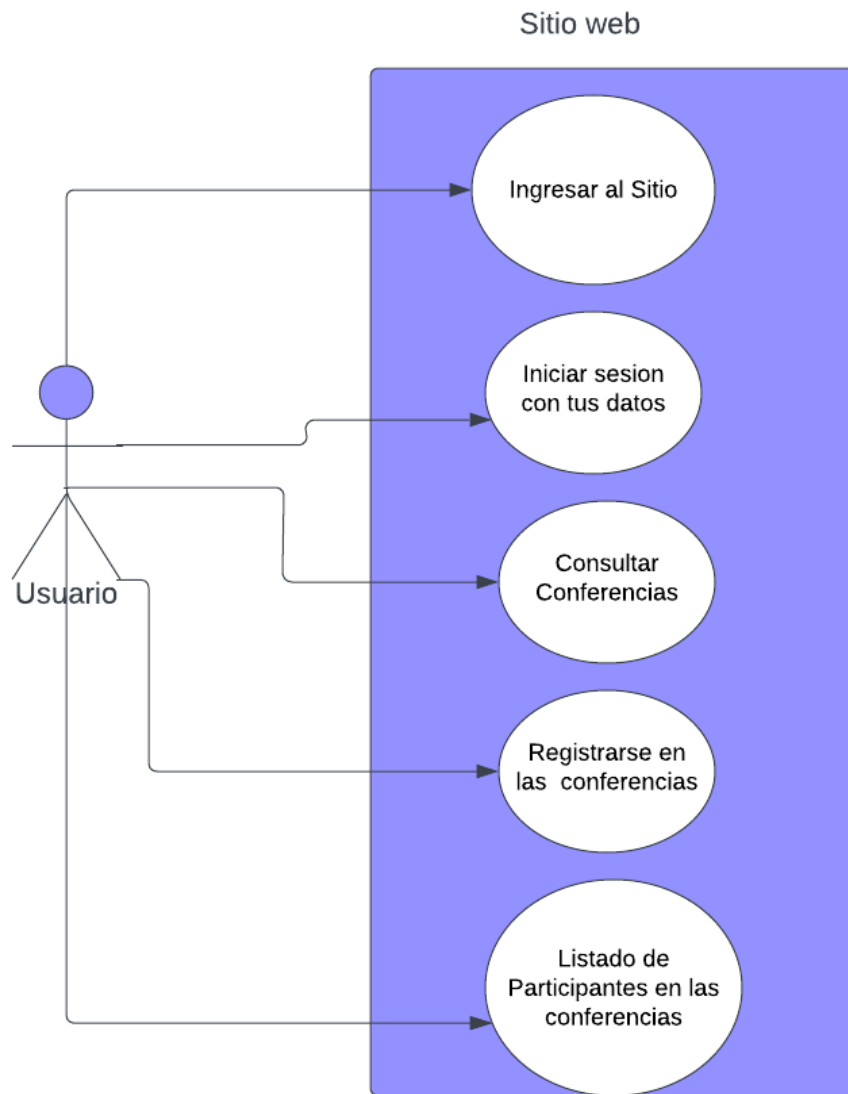 Sitio web
Ingresar al Sitio
Iniciar sesion
con tus datos
Consultar
Conferencias
Usuario
Registrarse en
las  conferencias
Listado de
Participantes en las
conferencias